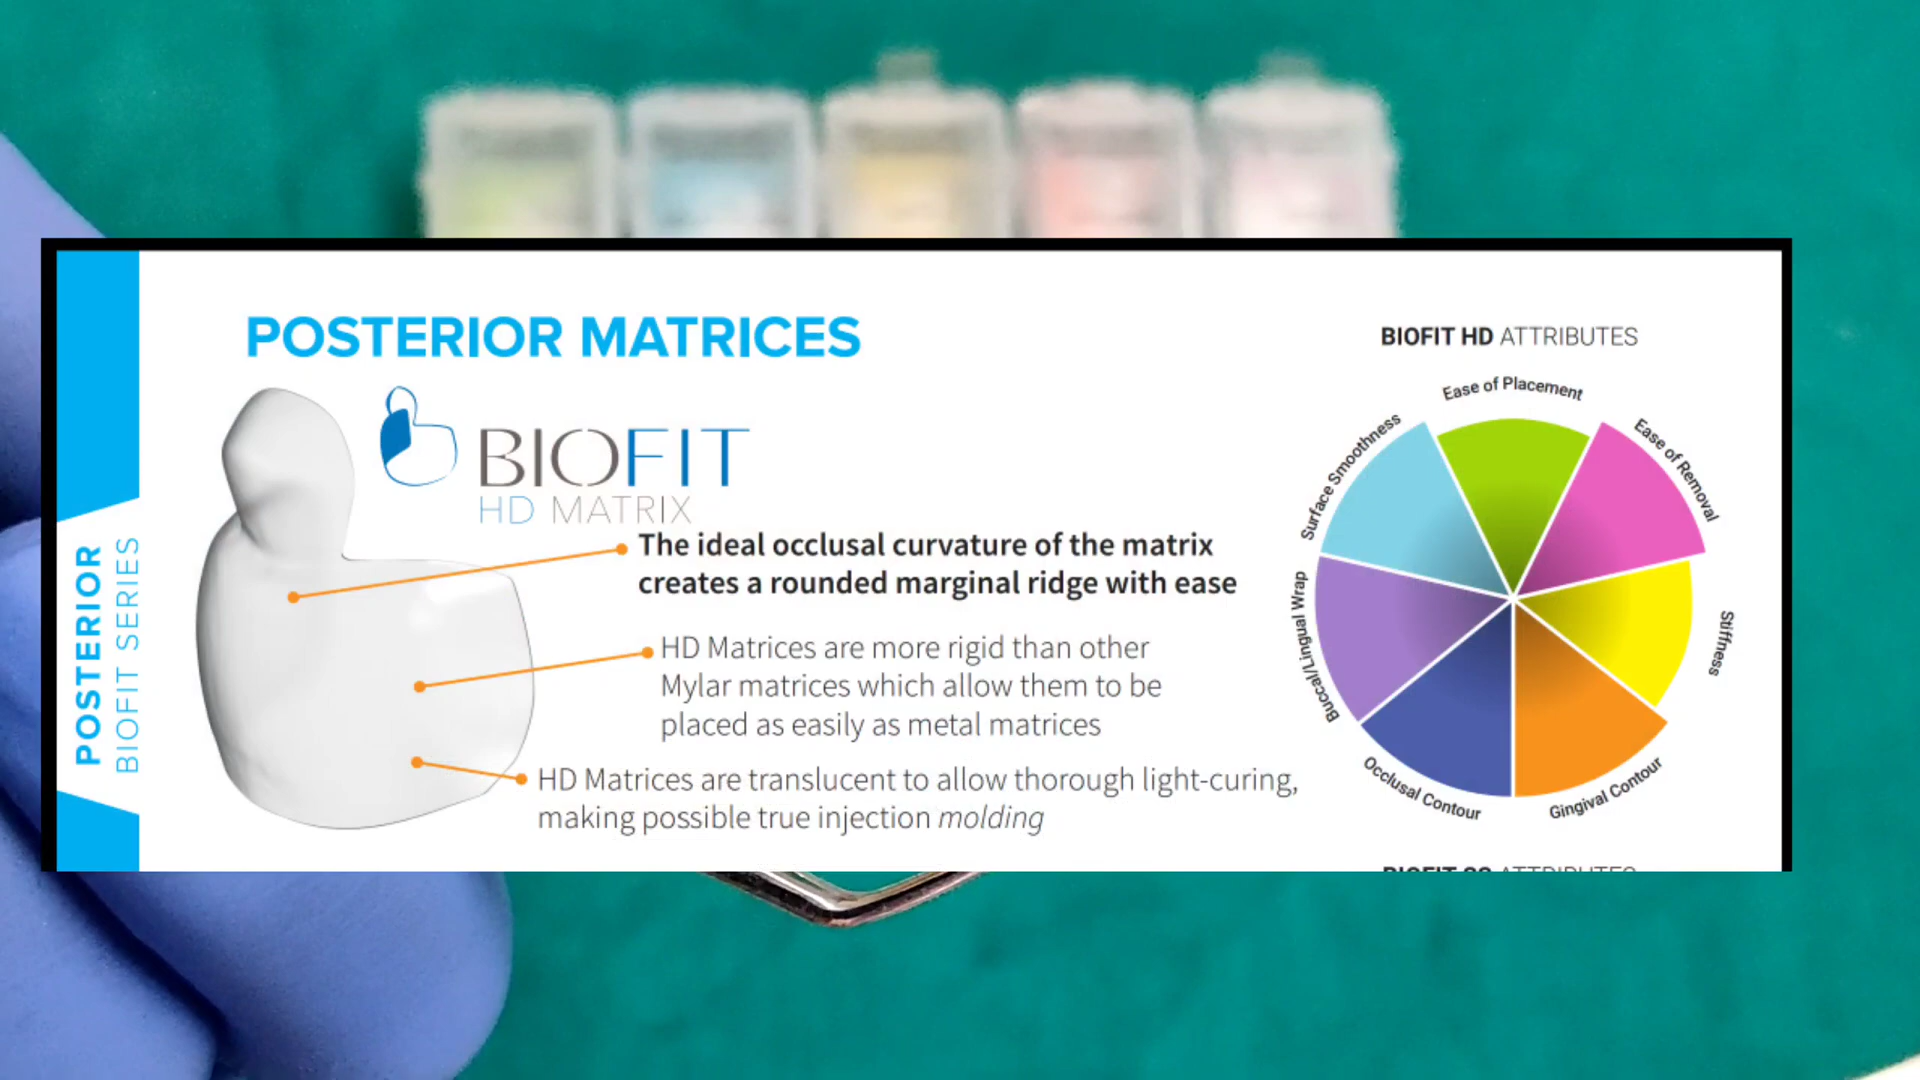 POSTERIOR MATRICES
BIOFIT
HD MATRIX
The ideal occlusal curvature of the matrix
creates a rounded marginal ridge with ease
HD Matrices are more rigid than other
Mylar matrices which allow them to be
placed as easily as metal matrices
HD Matrices are translucent to allow thorough light-curing,
making possible true injection molding
POSTERIOR
BIOFIT SERIES
BIOFIT HD ATTRIBUTES
Ease of Placement
Ease of Removal
Stiffness
Gingival Contour
Occlusal Contour
Buccal/Lingual Wrap
Surface Smoothness